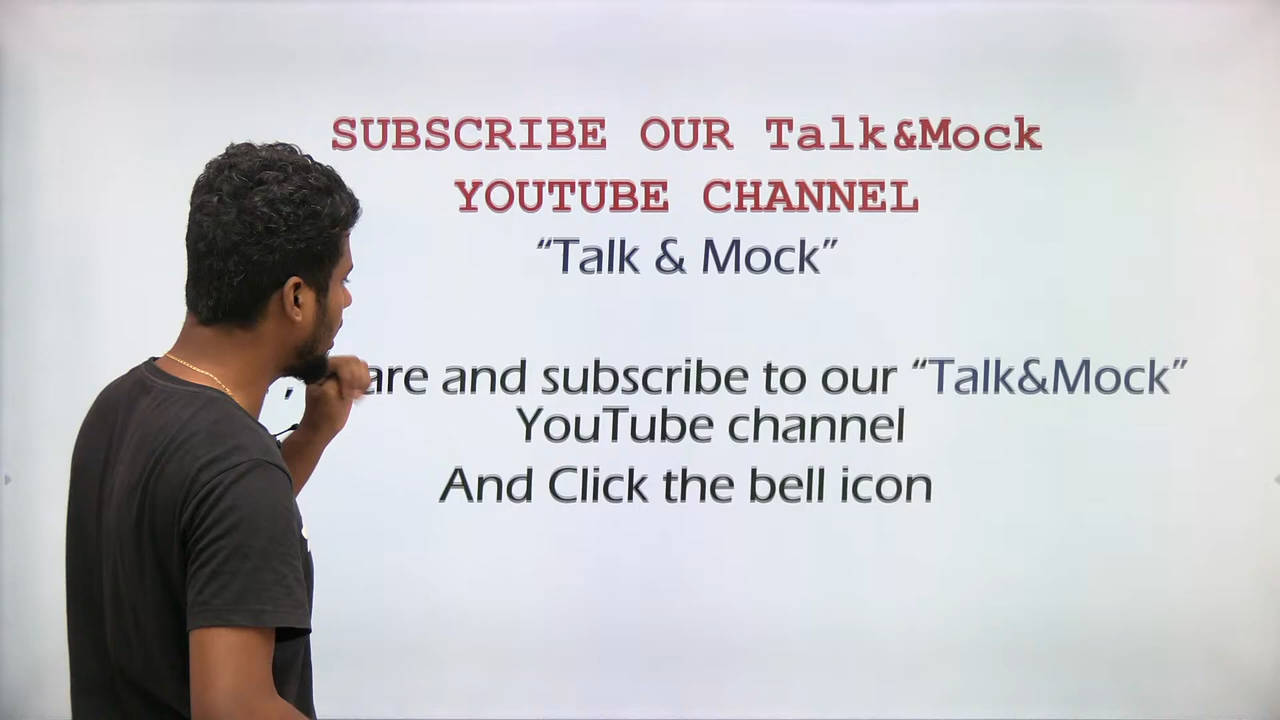 SUBSCRIBE OUR Talk&Mock
YOUTUBE CHANNEL
“Talk & Mock”
and subscribe to our “Talk&Mock”
YouTube channel
And Click the bell icon